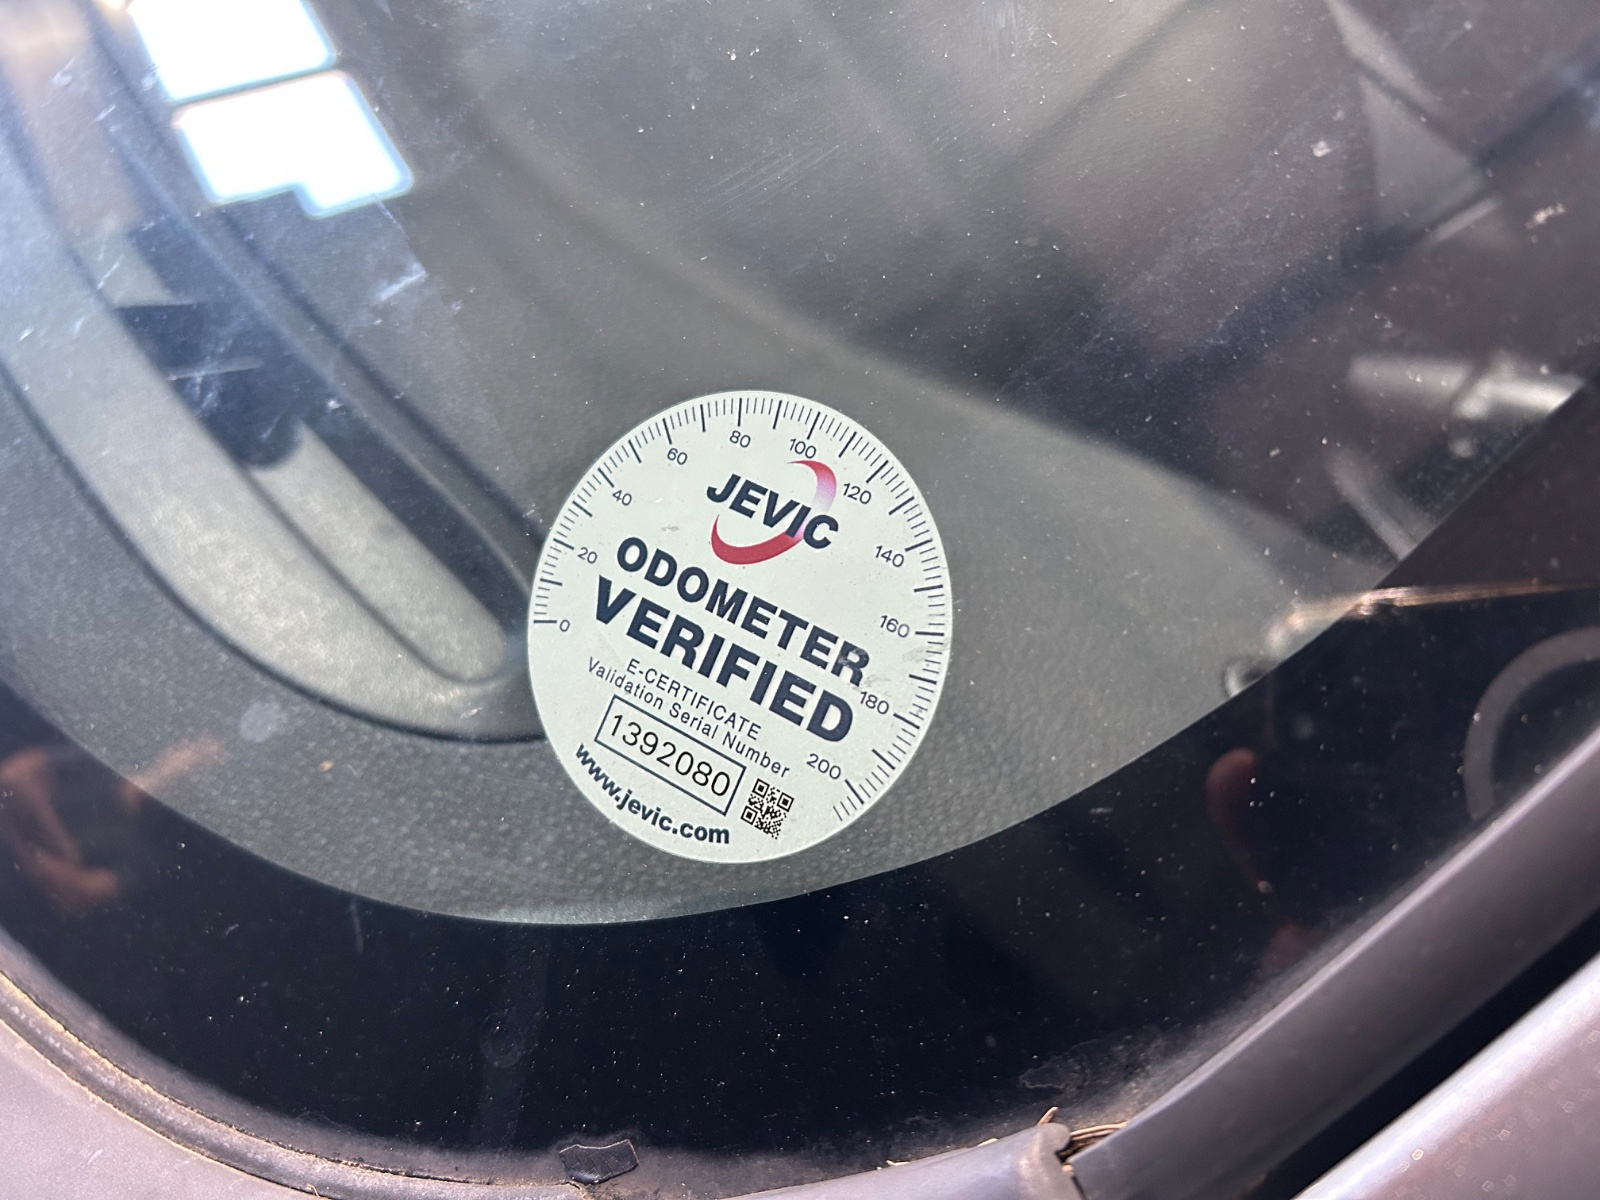 0 20 40 60 80 100 120 140 160 180 200
JEVIC
ODOMETER
VERIFIED
E-CERTIFICATE
Validation Serial Number
1392080
www.jevic.com